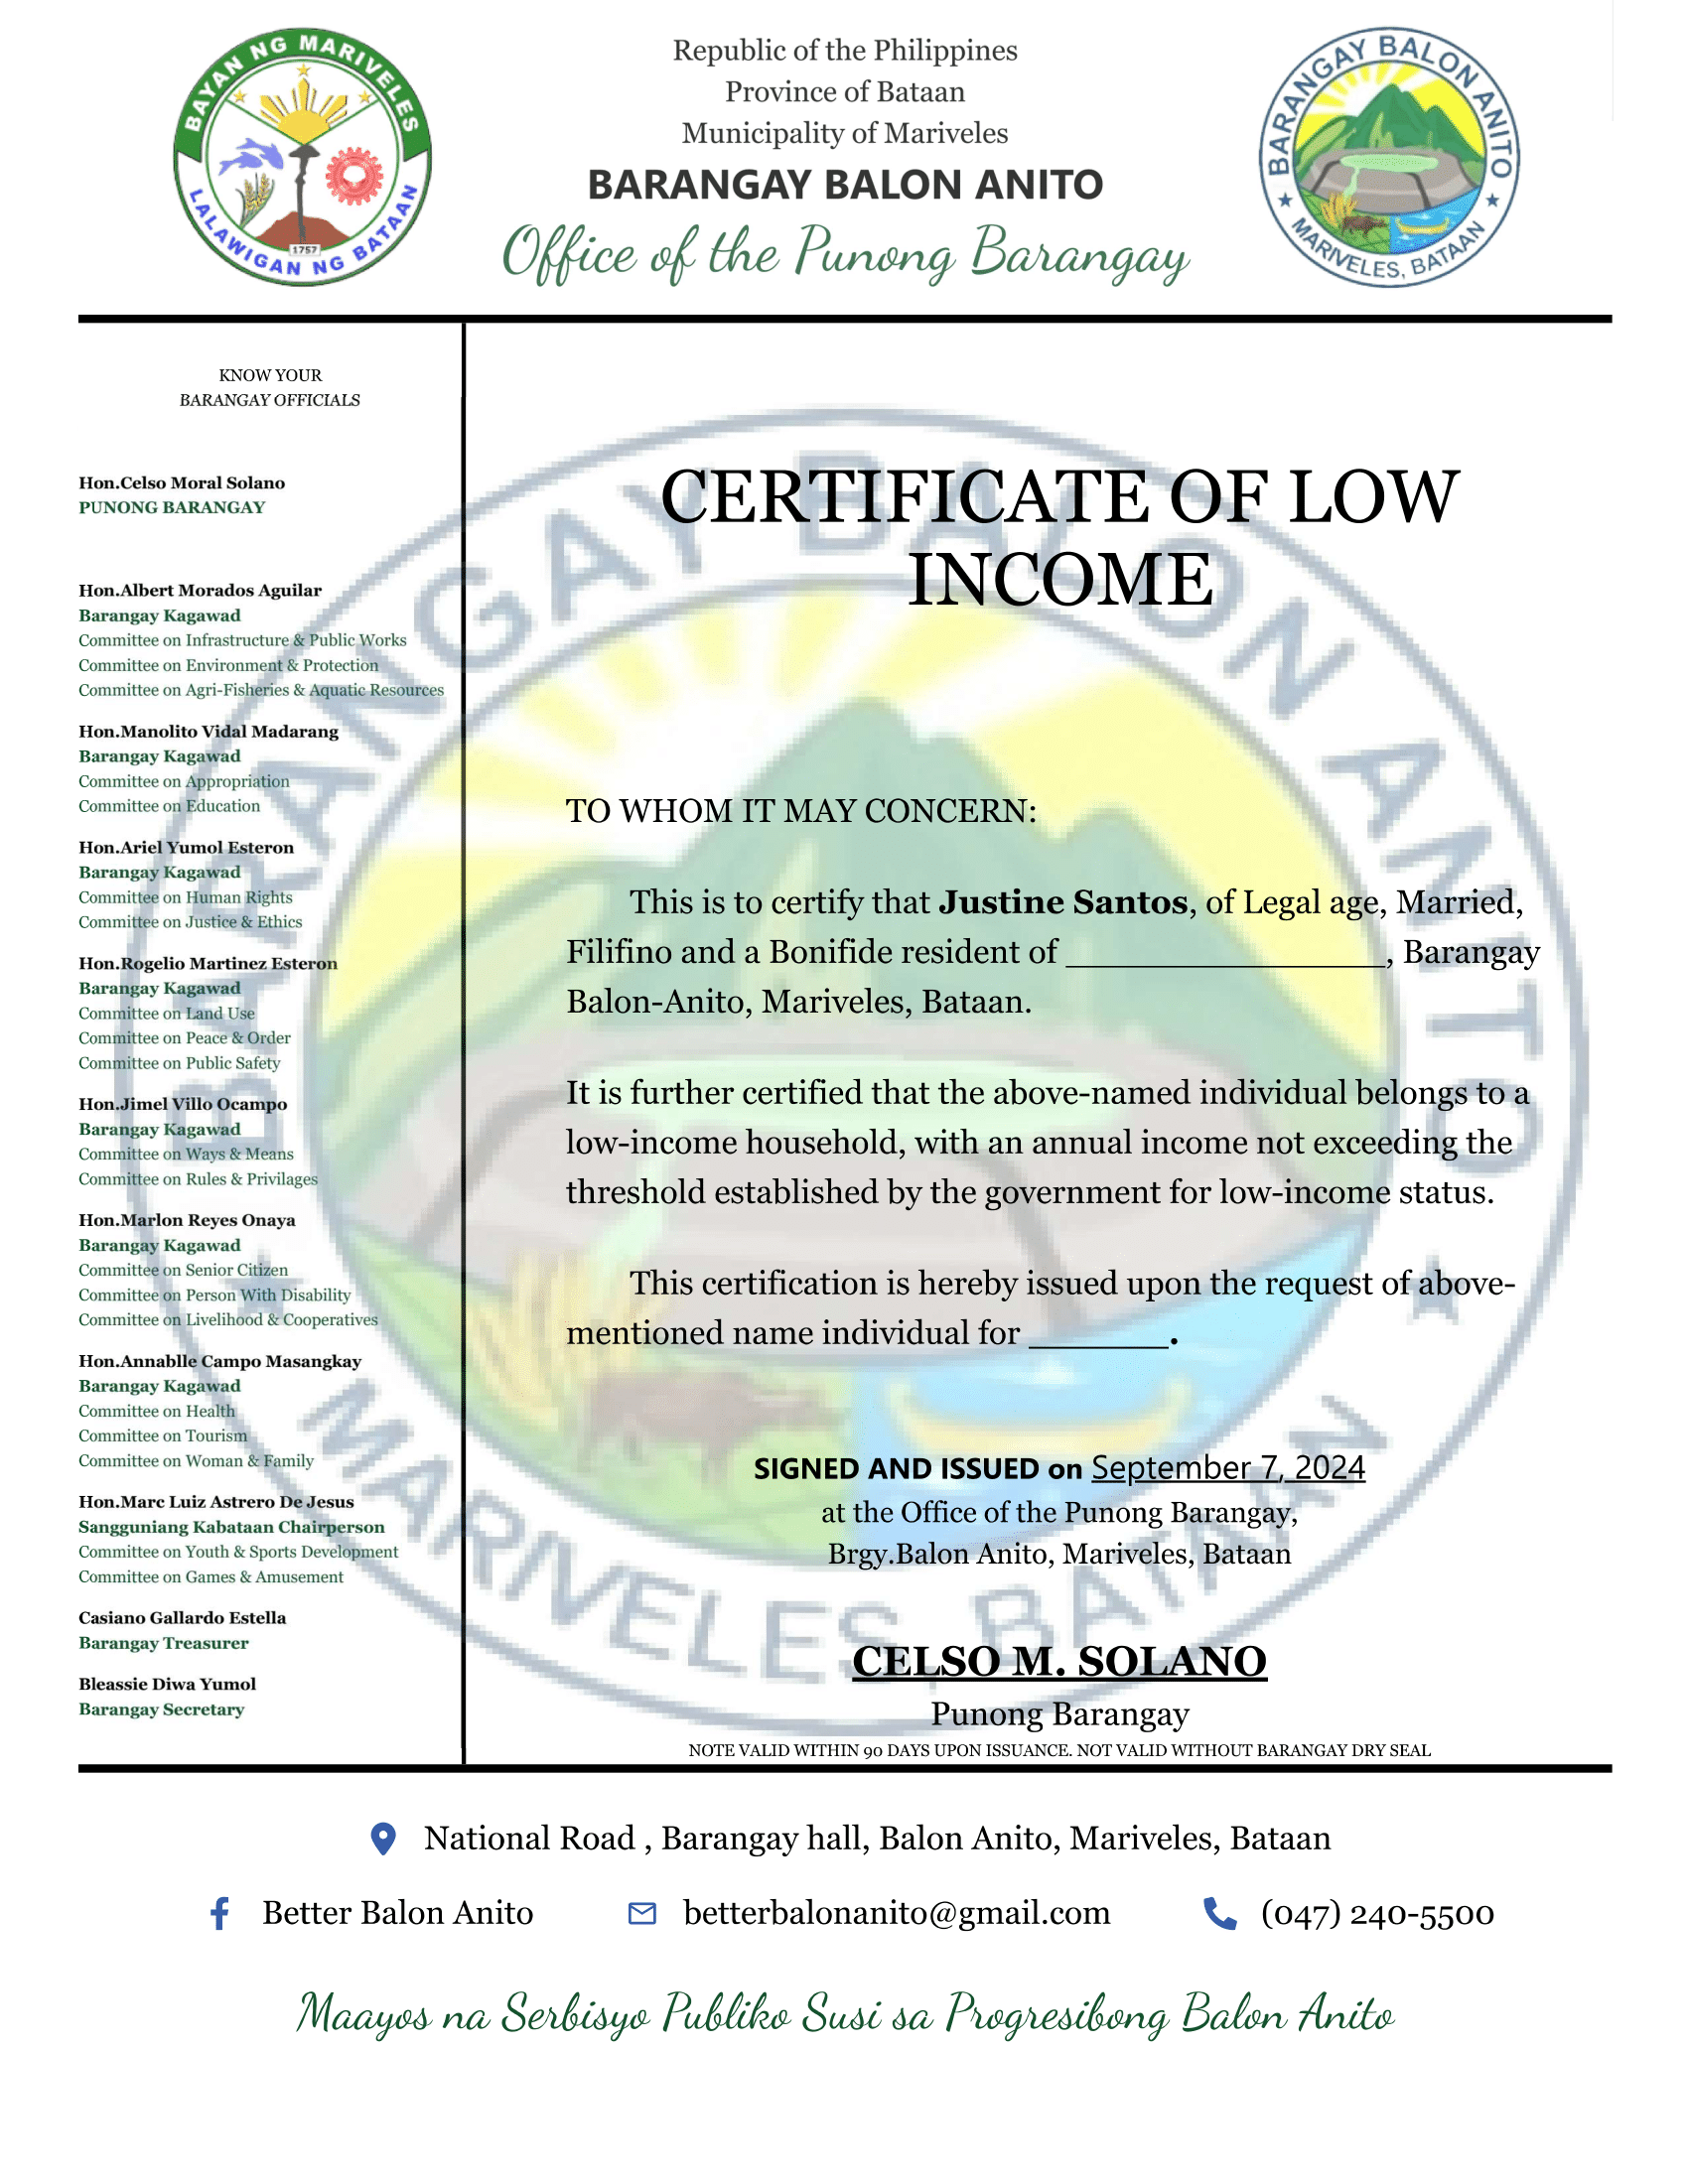 BAYAN NG MARIVELES
1757
LALAWIGAN NG BATAAN
Republic of the Philippines
Province of Bataan
Municipality of Mariveles
BARANGAY BALON ANITO
Office of the Punong Barangay
BARANGAY BALON ANITO
MARIVELES, BATAAN
KNOW YOUR
BARANGAY OFFICIALS
Hon.Celso Moral Solano
PUNONG BARANGAY
Hon.Albert Morados Aguilar
Barangay Kagawad
Committee on Infrastructure & Public Works
Committee on Environment & Protection
Committee on Agri-Fisheries & Aquatic Resources
Hon.Manolito Vidal Madarang
Barangay Kagawad
Committee on Appropriation
Committee on Education
Hon.Ariel Yumol Esteron
Barangay Kagawad
Committee on Human Rights
Committee on Justice & Ethics
Hon.Rogelio Martinez Esteron
Barangay Kagawad
Committee on Land Use
Committee on Peace & Order
Committee on Public Safety
Hon.Jimel Villo Ocampo
Barangay Kagawad
Committee on Ways & Means
Committee on Rules & Privilages
Hon.Marlon Reyes Onaya
Barangay Kagawad
Committee on Senior Citizen
Committee on Person With Disability
Committee on Livelihood & Cooperatives
Hon.Annablle Campo Masangkay
Barangay Kagawad
Committee on Health
Committee on Tourism
Committee on Woman & Family
Hon.Marc Luiz Astrero De Jesus
Sangguniang Kabataan Chairperson
Committee on Youth & Sports Development
Committee on Games & Amusement
Casiano Gallardo Estella
Barangay Treasurer
Bleassie Diwa Yumol
Barangay Secretary
BARANGAY BALON ANITO
MARIVELES, BATAAN
CERTIFICATE OF LOW
INCOME
TO WHOM IT MAY CONCERN:
This is to certify that Justine Santos, of Legal age, Married,
Filifino and a Bonifide resident of ________________, Barangay
Balon-Anito, Mariveles, Bataan.
It is further certified that the above-named individual belongs to a
low-income household, with an annual income not exceeding the
threshold established by the government for low-income status.
This certification is hereby issued upon the request of above-
mentioned name individual for _______.
SIGNED AND ISSUED on September 7, 2024
at the Office of the Punong Barangay,
Brgy.Balon Anito, Mariveles, Bataan
CELSO M. SOLANO
Punong Barangay
NOTE VALID WITHIN 90 DAYS UPON ISSUANCE. NOT VALID WITHOUT BARANGAY DRY SEAL
National Road , Barangay hall, Balon Anito, Mariveles, Bataan
Better Balon Anito betterbalonanito@gmail.com (047) 240-5500
Maayos na Serbisyo Publiko Susi sa Progresibong Balon Anito